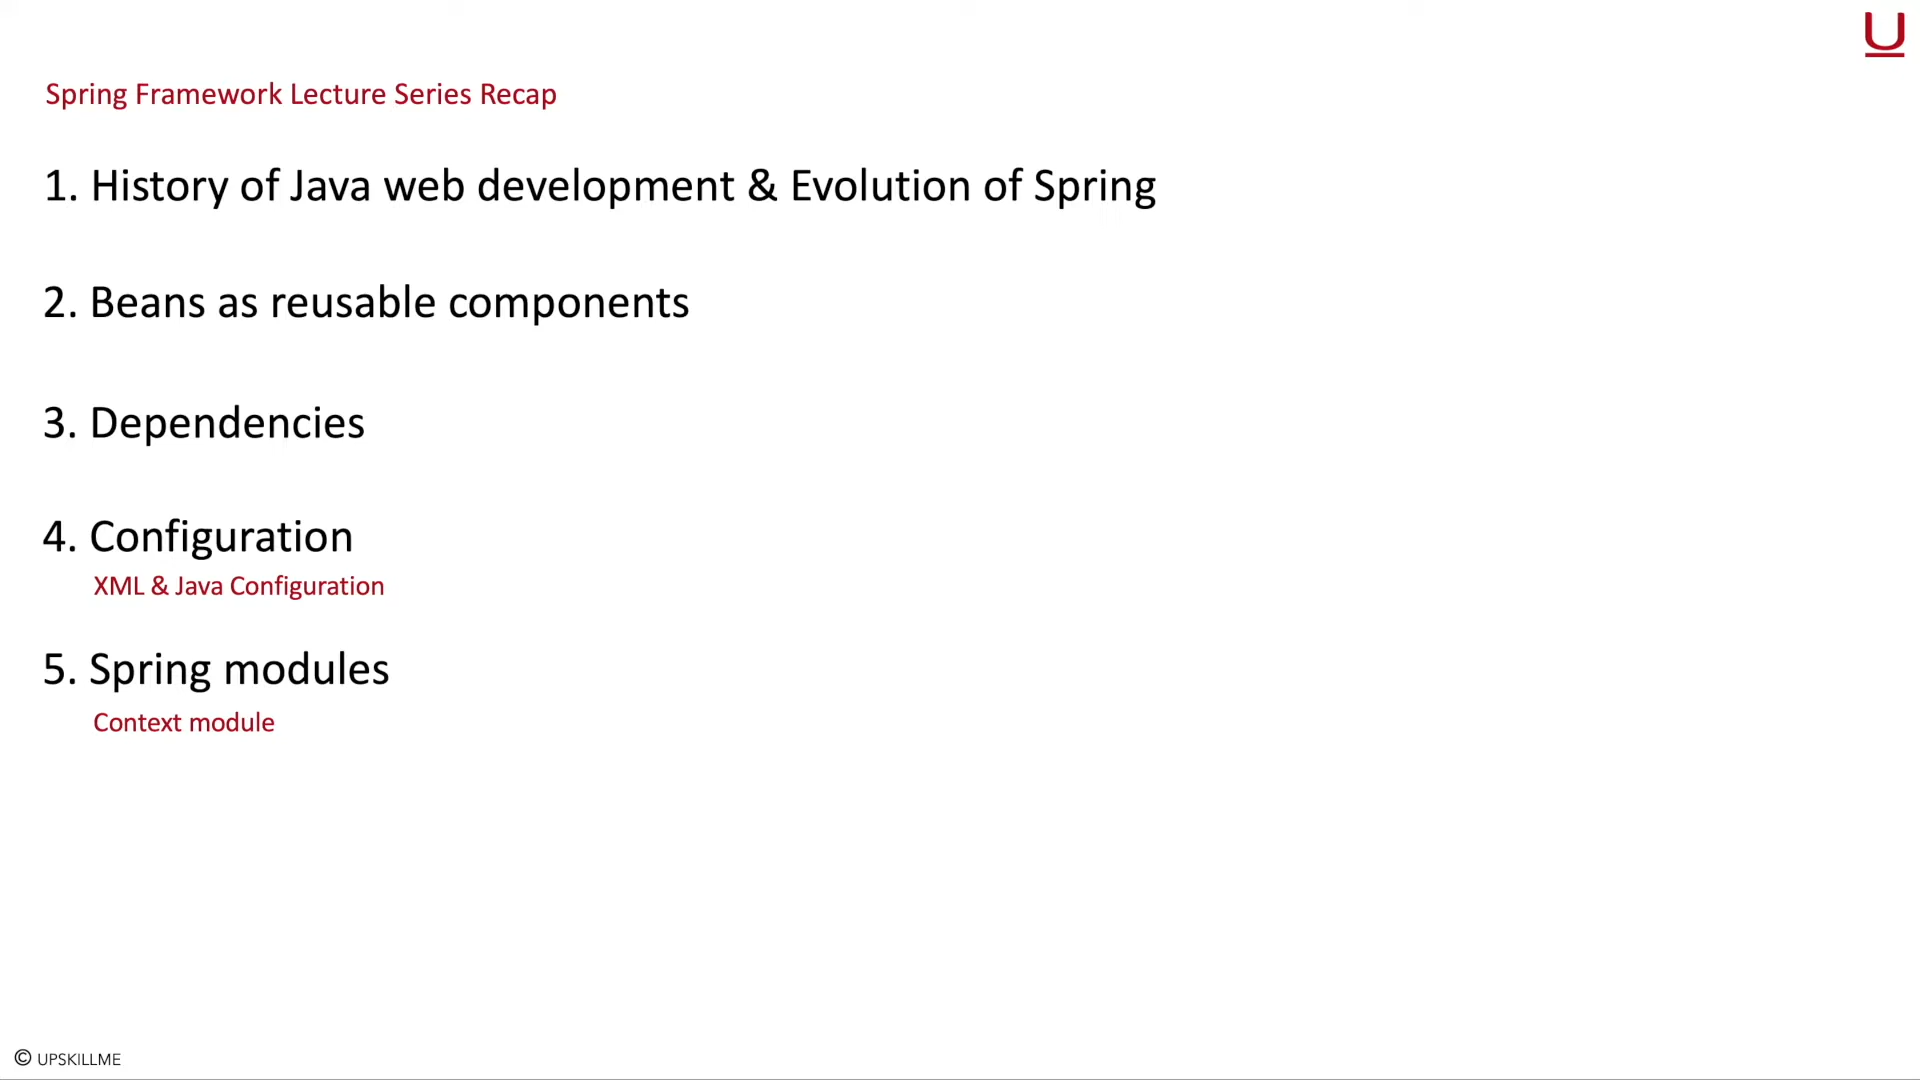 U
Spring Framework Lecture Series Recap
1. History of Java web development & Evolution of Spring
2. Beans as reusable components
3. Dependencies
4. Configuration
XML & Java Configuration
5. Spring modules
Context module
© UPSKILLME